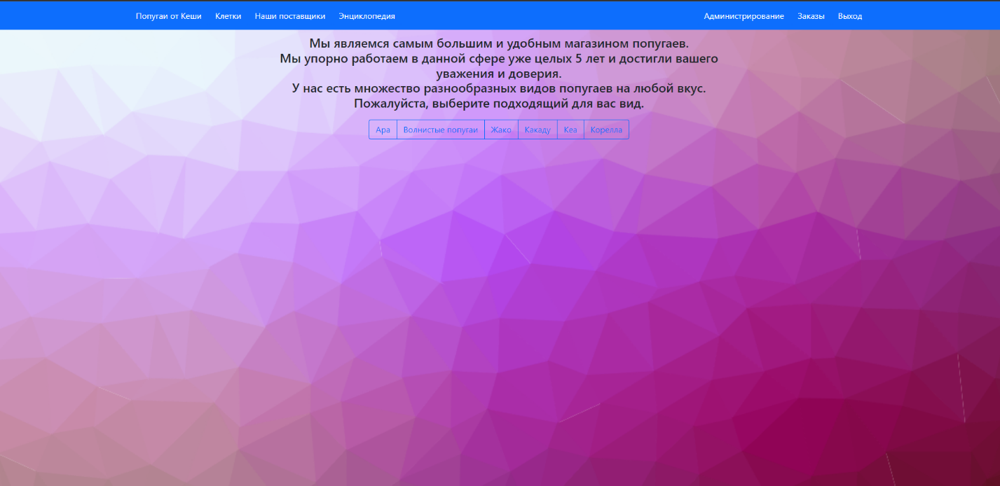 Попугаи от Кеши Клетки Наши поставщики Энциклопедия Администрирование Заказы Выход
Мы являемся самым большим и удобным магазином попугаев.
Мы упорно работаем в данной сфере уже целых 5 лет и достигли вашего
уважения и доверия.
У нас есть множество разнообразных видов попугаев на любой вкус.
Пожалуйста, выберите подходящий для вас вид.
Ара Волнистые попугаи Жако Какаду Кеа Корелла